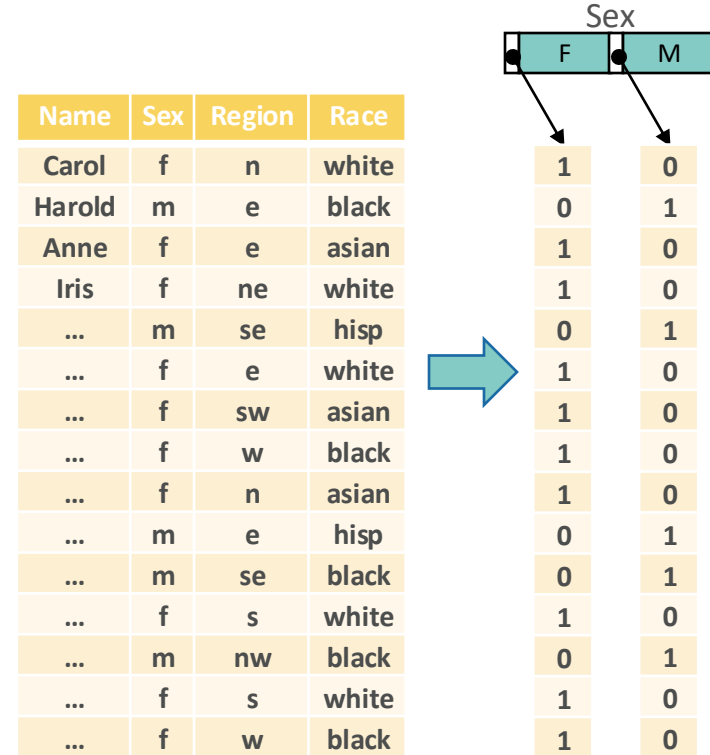 Sex
F M
Name Sex Region Race
Carol f n white 1 0
Harold m e black 0 1
Anne f e asian 1 0
Iris f ne white 1 0
... m se hisp 0 1
... f e white 1 0
... f sw asian 1 0
... f w black 1 0
... f n asian 1 0
... m e hisp 0 1
... m se black 0 1
... f s white 1 0
... m nw black 0 1
... f s white 1 0
... f w black 1 0